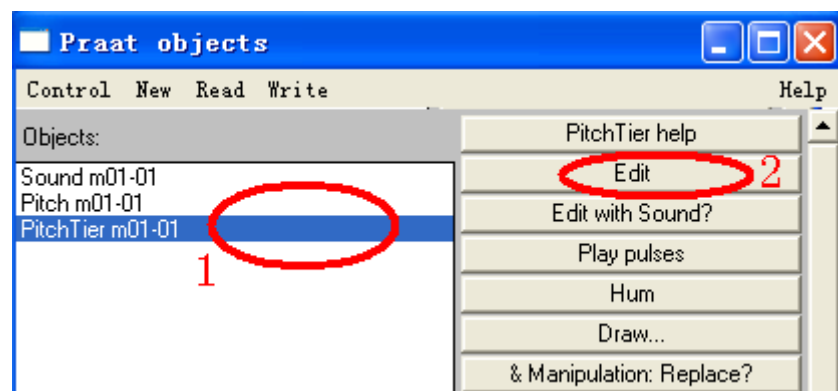 Praat objects
Control New Read Write Help
Objects:
Sound m01-01
Pitch m01-01
PitchTier m01-01
1
PitchTier help
Edit
2
Edit with Sound?
Play pulses
Hum
Draw...
& Manipulation: Replace?